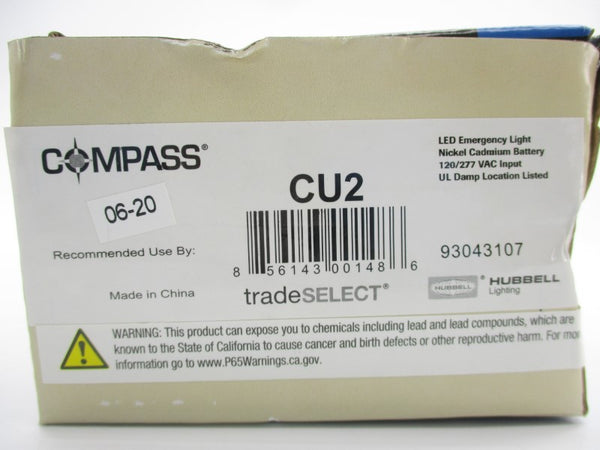 COMPASS®
06-20
Recommended Use By:
Made in China
CU2
8 56143 00148 6
tradeSELECT®
LED Emergency Light
Nickel Cadmium Battery
120/277 VAC Input
UL Damp Location Listed
93043107
HUBBELL ® HUBBELL
Lighting
WARNING: This product can expose you to chemicals including lead and lead compounds, which are
known to the State of California to cause cancer and birth defects or other reproductive harm. For mor
information go to www.P65Warnings.ca.gov.